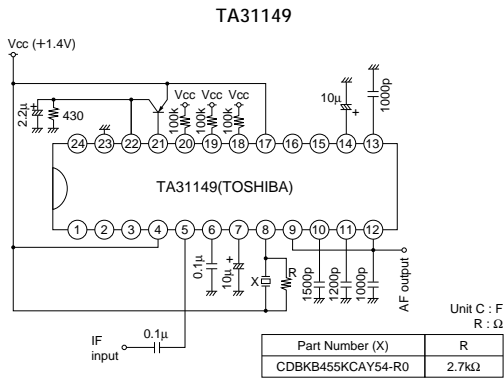 TA31149
Vcc (+1.4V)
2.2μ
430
Vcc Vcc Vcc
100k 100k 100k
10μ
+
1000p
24 23 22 21 20 19 18 17 16 15 14 13
TA31149(TOSHIBA)
1 2 3 4 5 6 7 8 9 10 11 12
0.1μ
10μ
+
X
R
1500p
1200p
1000p
AF output
IF
input
0.1μ
Unit C : F
R : Ω
Part Number (X) R
CDBKB455KCAY54-R0 2.7kΩ